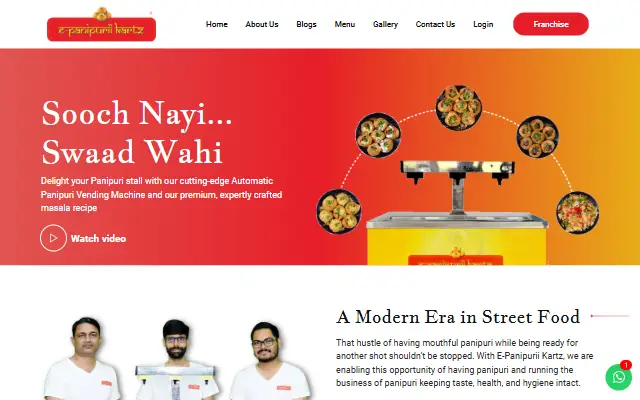 e-panipurii kartz
Home
About Us
Blogs
Menu
Gallery
Contact Us
Login
Franchise
Sooch Nayi...
Swaad Wahi
Delight your Panipuri stall with our cutting-edge Automatic
Panipuri Vending Machine and our premium, expertly crafted
masala recipe
Watch video
e-panipurii kartz
A Modern Era in Street Food
That hustle of having mouthful panipuri while being ready for
another shot shouldn't be stopped. With E-Panipurii Kartz, we are
enabling this opportunity of having panipuri and running the
business of panipuri keeping taste, health, and hygiene intact.
1